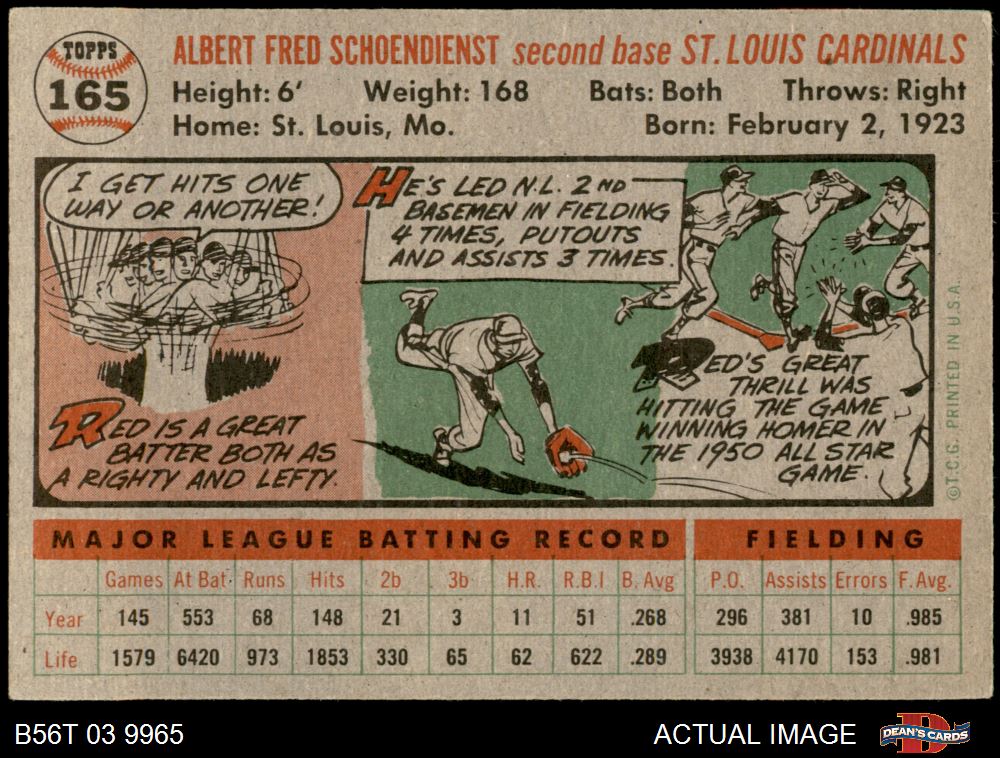 TOPPS
165
ALBERT FRED SCHOENDIENST second base ST. LOUIS CARDINALS
Height: 6' Weight: 168 Bats: Both Throws: Right
Home: St. Louis, Mo. Born: February 2, 1923
I GET HITS ONE
WAY OR ANOTHER!
RED IS A GREAT
BATTER BOTH AS
A RIGHTY AND LEFTY.
HE'S LED N.L. 2ND
BASEMEN IN FIELDING
4 TIMES, PUTOUTS
AND ASSISTS 3 TIMES.
RED'S GREAT
THRILL WAS
HITTING THE GAME
WINNING HOMER IN
THE 1950 ALL STAR
GAME.
©T.C.G. PRINTED IN U.S.A.
MAJOR LEAGUE BATTING RECORD FIELDING
Games At Bat Runs Hits 2b 3b H.R. R.B.I B. Avg P.O. Assists Errors F. Avg.
Year 145 553 68 148 21 3 11 51 .268 296 381 10 .985
Life 1579 6420 973 1853 330 65 62 622 .289 3938 4170 153 .981
B56T 03 9965 ACTUAL IMAGE DEAN'S CARDS